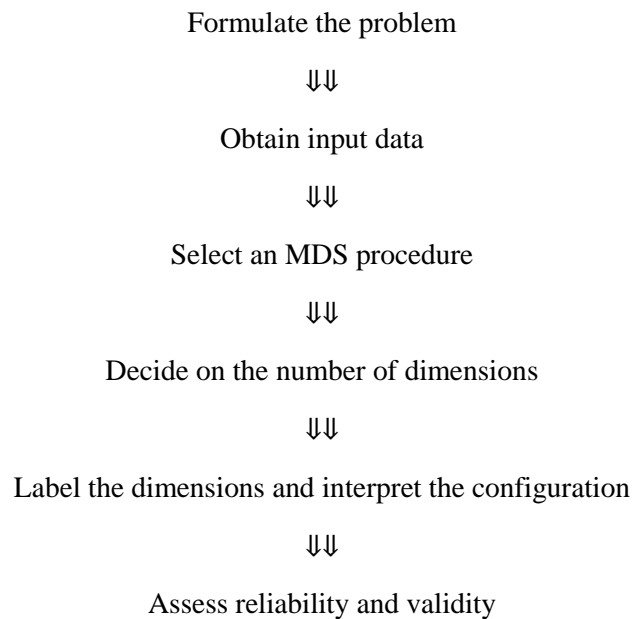 Formulate the problem
⇓⇓
Obtain input data
⇓⇓
Select an MDS procedure
⇓⇓
Decide on the number of dimensions
⇓⇓
Label the dimensions and interpret the configuration
⇓⇓
Assess reliability and validity